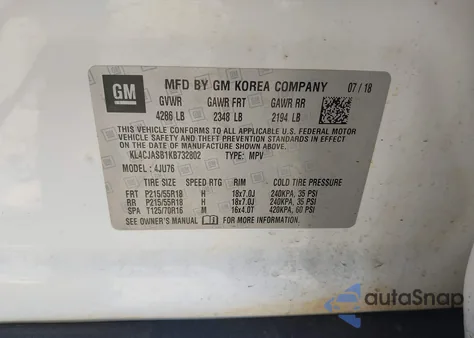 GM
MFD BY GM KOREA COMPANY 07/18
GVWR GAWR FRT GAWR RR
4286 LB 2348 LB 2194 LB
THIS VEHICLE CONFORMS TO ALL APPLICABLE U.S. FEDERAL MOTOR
VEHICLE SAFETY, BUMPER, AND THEFT PREVENTION STANDARDS IN
EFFECT ON THE DATE OF MANUFACTURE SHOWN ABOVE.
KL4CJASB1KB732802 TYPE: MPV
MODEL: 4JU76
TIRE SIZE SPEED RTG RIM COLD TIRE PRESSURE
FRT P215/55R18 H 18x7.0J 240KPA, 35 PSI
RR P215/55R18 H 18x7.0J 240KPA, 35 PSI
SPA T125/70R16 M 16x4.0T 420KPA, 60 PSI
SEE OWNER'S MANUAL FOR MORE INFORMATION
autoSnap